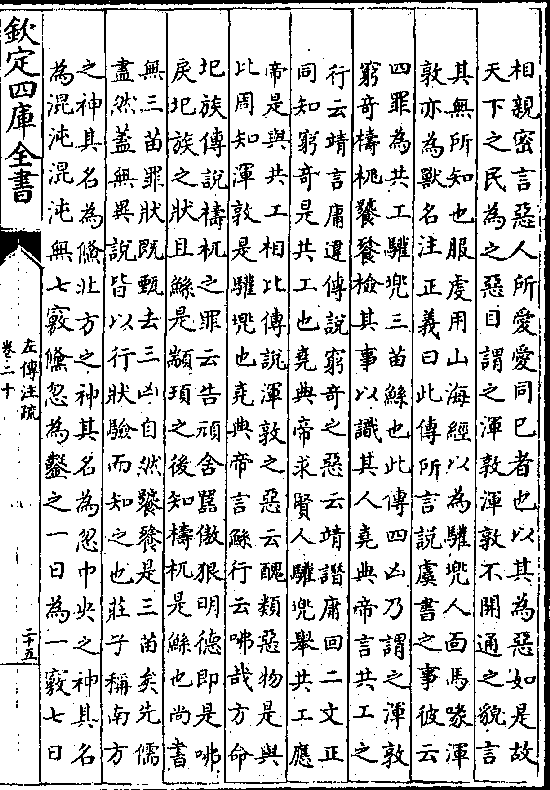 相親密言惡人所愛愛同已者也以其為惡如是故
天下之民為之惡目謂之渾敦渾敦不開通之貌言
其無所知也服䖍用山海經以為驩兜人面馬喙渾
敦亦為獸名注正義曰此傳所言說虞書之事彼云
四罪為共工驩兜三苗鯀也此傳四凶乃謂之渾敦
窮竒檮杌饕餮檢其事以識其人堯典帝言共工之
行云靖言庸違傳說窮竒之惡云靖譖庸回二文正
同知窮竒是共工也堯典帝求賢人驩兜舉共工應
帝是與共工相比傳說渾敦之惡云醜類惡物是與
比周知渾敦是驩兜也堯典帝言鯀行云咈哉方命
圯族傳說檮杌之罪云告頑舍嚚傲狠明德即是咈
戾圯族之狀且鯀是顓頊之後知檮杌是鯀也尚書
無三苗罪狀既甄去三凶自然饕餮是三苗矣先儒
盡然蓋無異說皆以行狀驗而知之也莊子稱南方
之神其名為儵北方之神其名為忽中央之神其名
為混沌混沌無七竅儵忽為鑿之一日為一竅七日
欽定四庫全書
左傳注疏
卷二十
二十五